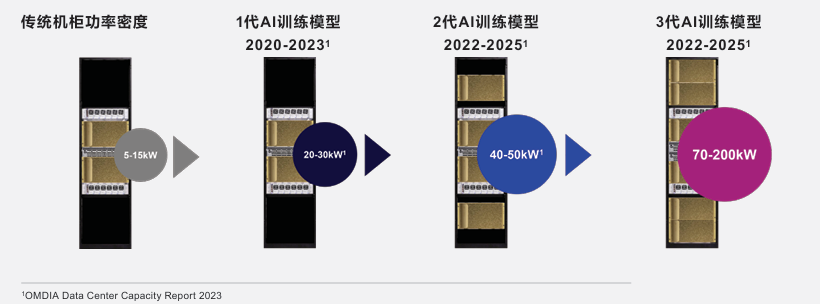 传统机柜功率密度
1代AI训练模型
2020-2023¹
2代AI训练模型
2022-2025¹
3代AI训练模型
2022-2025¹
5-15kW
20-30kW¹
40-50kW¹
70-200kW
¹OMDIA Data Center Capacity Report 2023